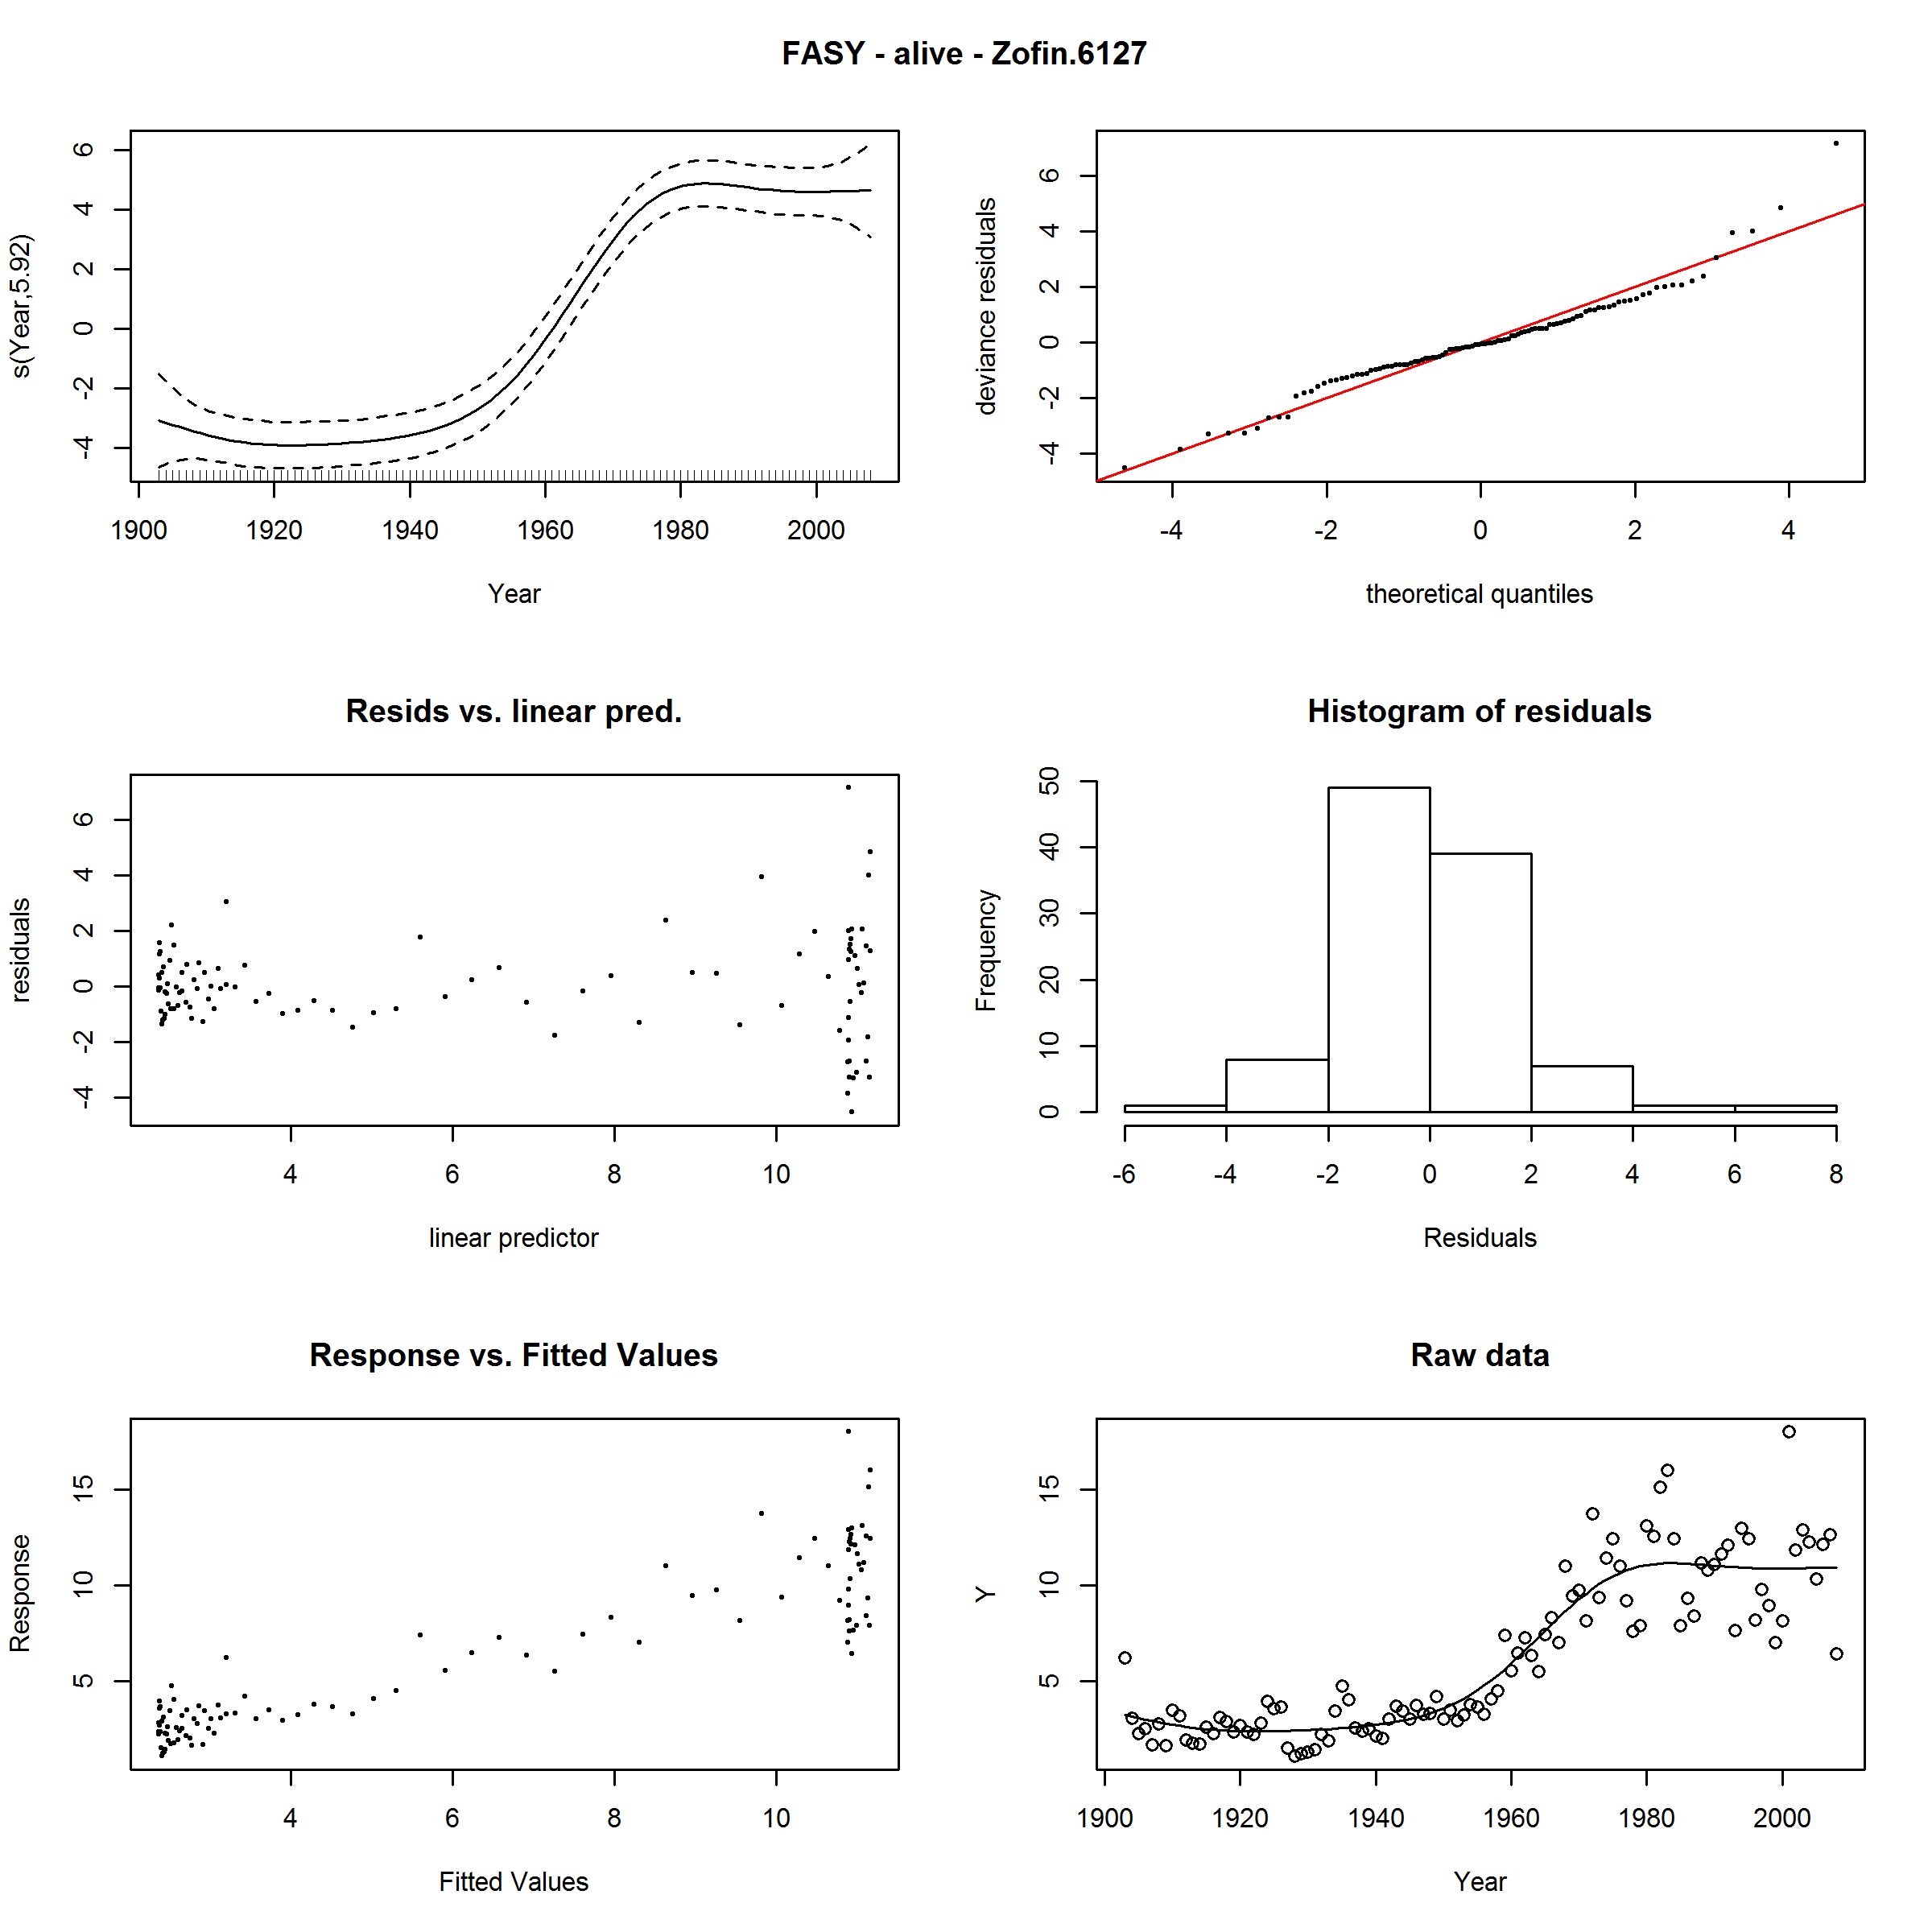 FASY - alive - Zofin.6127
s(Year,5.92)
6
4
2
0
-2
-4
1900 1920 1940 1960 1980 2000
Year
deviance residuals
6
4
2
0
-2
-4
-4 -2 0 2 4
theoretical quantiles
Resids vs. linear pred.
residuals
6
4
2
0
-2
-4
4 6 8 10
linear predictor
Histogram of residuals
Frequency
50
40
30
20
10
0
-6 -4 -2 0 2 4 6 8
Residuals
Response vs. Fitted Values
Response
15
10
5
4 6 8 10
Fitted Values
Raw data
Y
15
10
5
1900 1920 1940 1960 1980 2000
Year